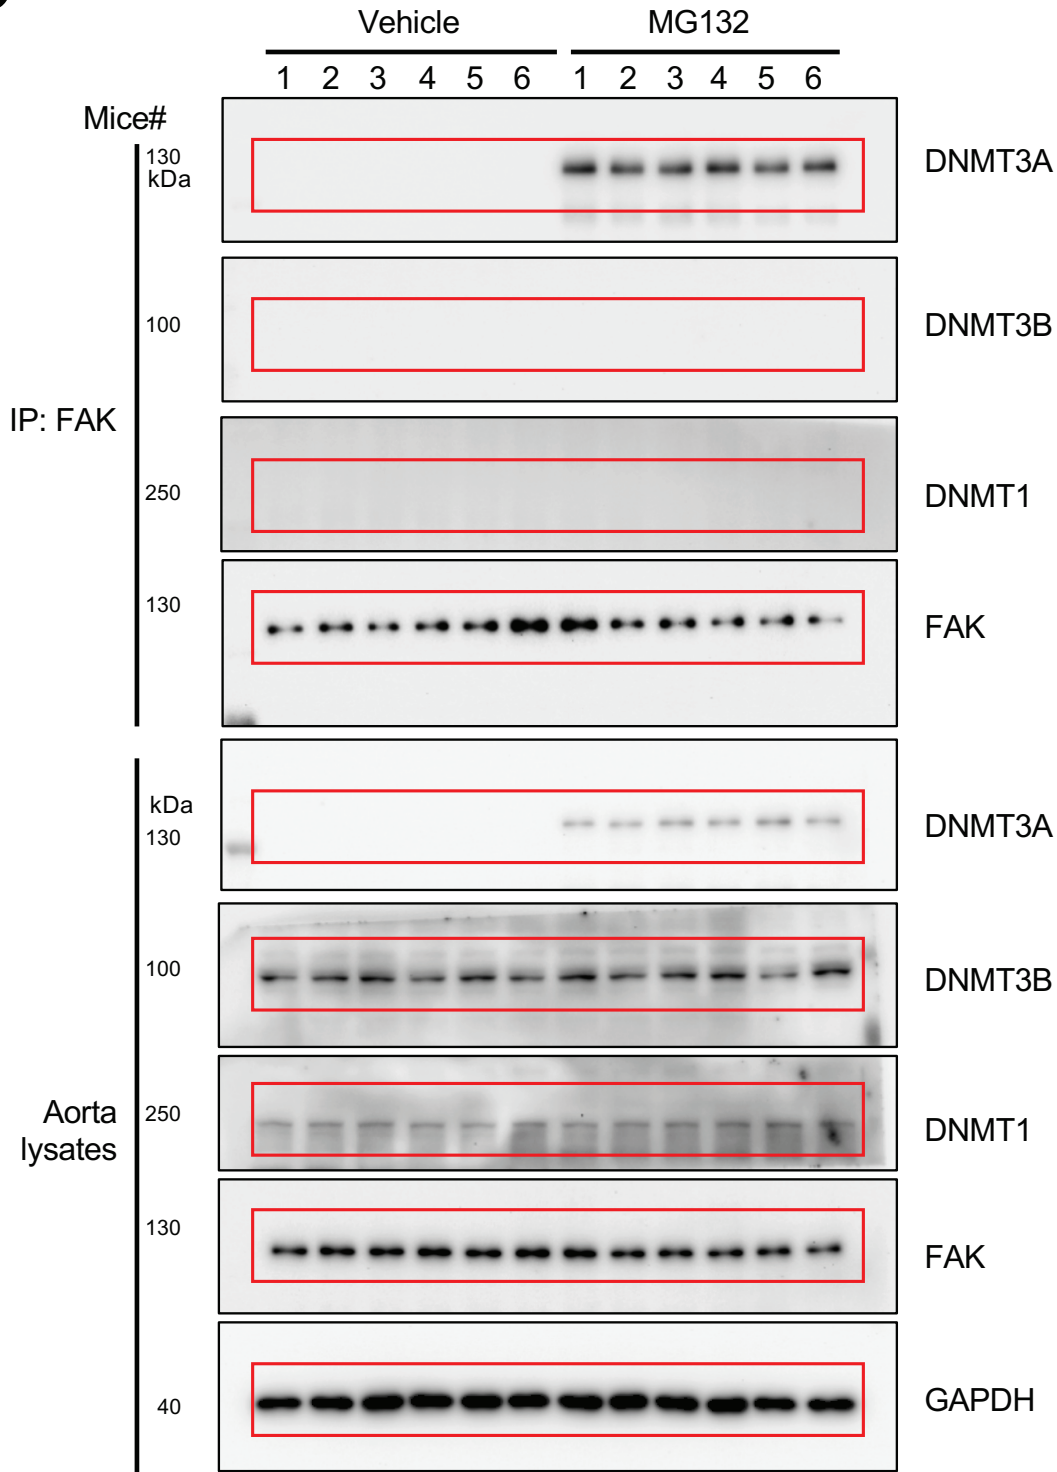 Vehicle MG132
1 2 3 4 5 6 1 2 3 4 5 6
Mice#
130
kDa
DNMT3A
100
DNMT3B
IP: FAK
250
DNMT1
130
FAK
kDa
130
DNMT3A
100
DNMT3B
Aorta
lysates
250
DNMT1
130
FAK
40
GAPDH